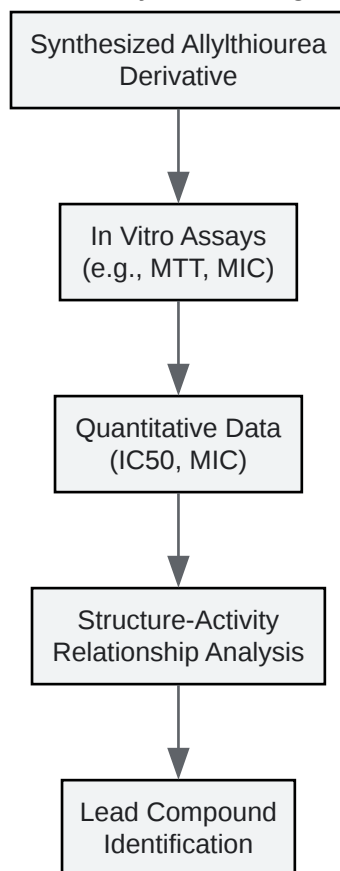 Synthesized Allylthiourea
Derivative
In Vitro Assays
(e.g., MTT, MIC)
Quantitative Data
(IC50, MIC)
Structure-Activity
Relationship Analysis
Lead Compound
Identification